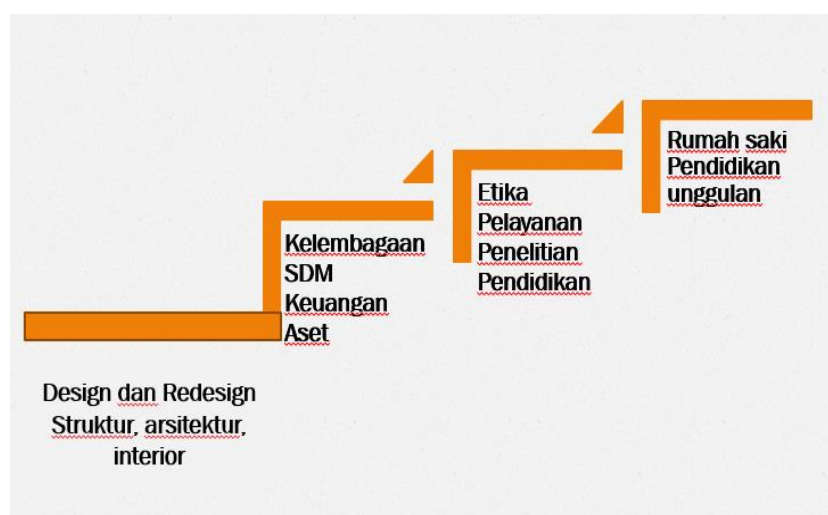 Design dan Redesign
Struktur, arsitektur,
interior
Kelembagaan
SDM
Keuangan
Aset
Etika
Pelayanan
Penelitian
Pendidikan
Rumah saki
Pendidikan
unggulan